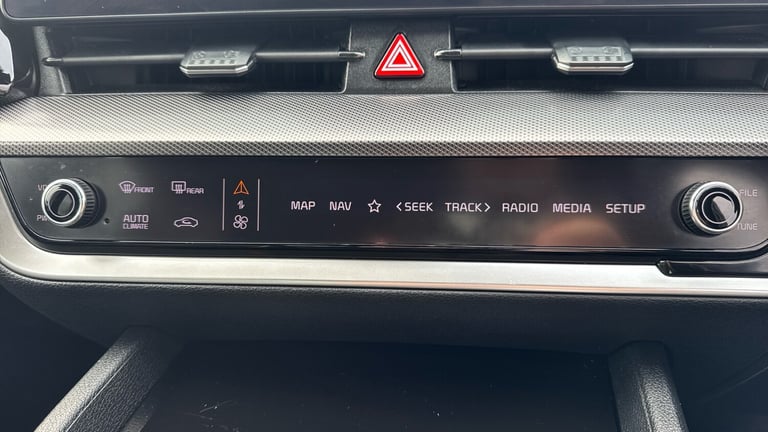 FRONT REAR
MAP NAV < SEEK TRACK > RADIO MEDIA SETUP
AUTO
CLIMATE
FILE
TUNE